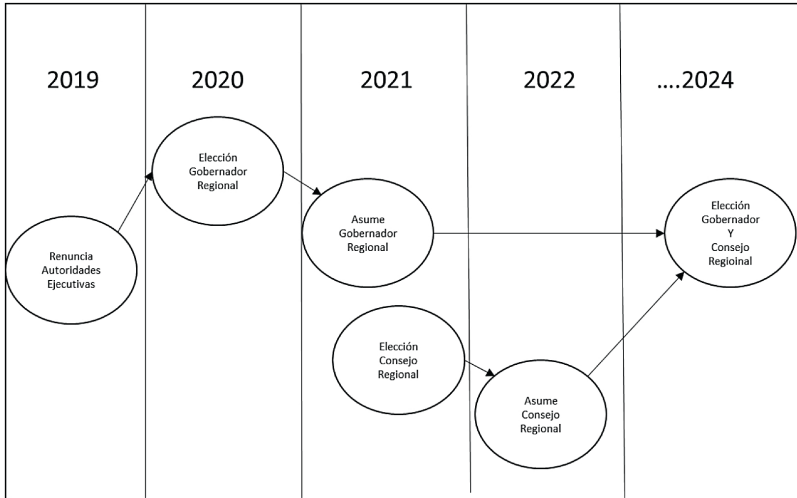 2019
2020
2021
2022
....2024
Renuncia
Autoridades
Ejecutivas
Elección
Gobernador
Regional
Asume
Gobernador
Regional
Elección
Consejo
Regional
Asume
Consejo
Regional
Elección
Gobernador
Y
Consejo
Regioinal